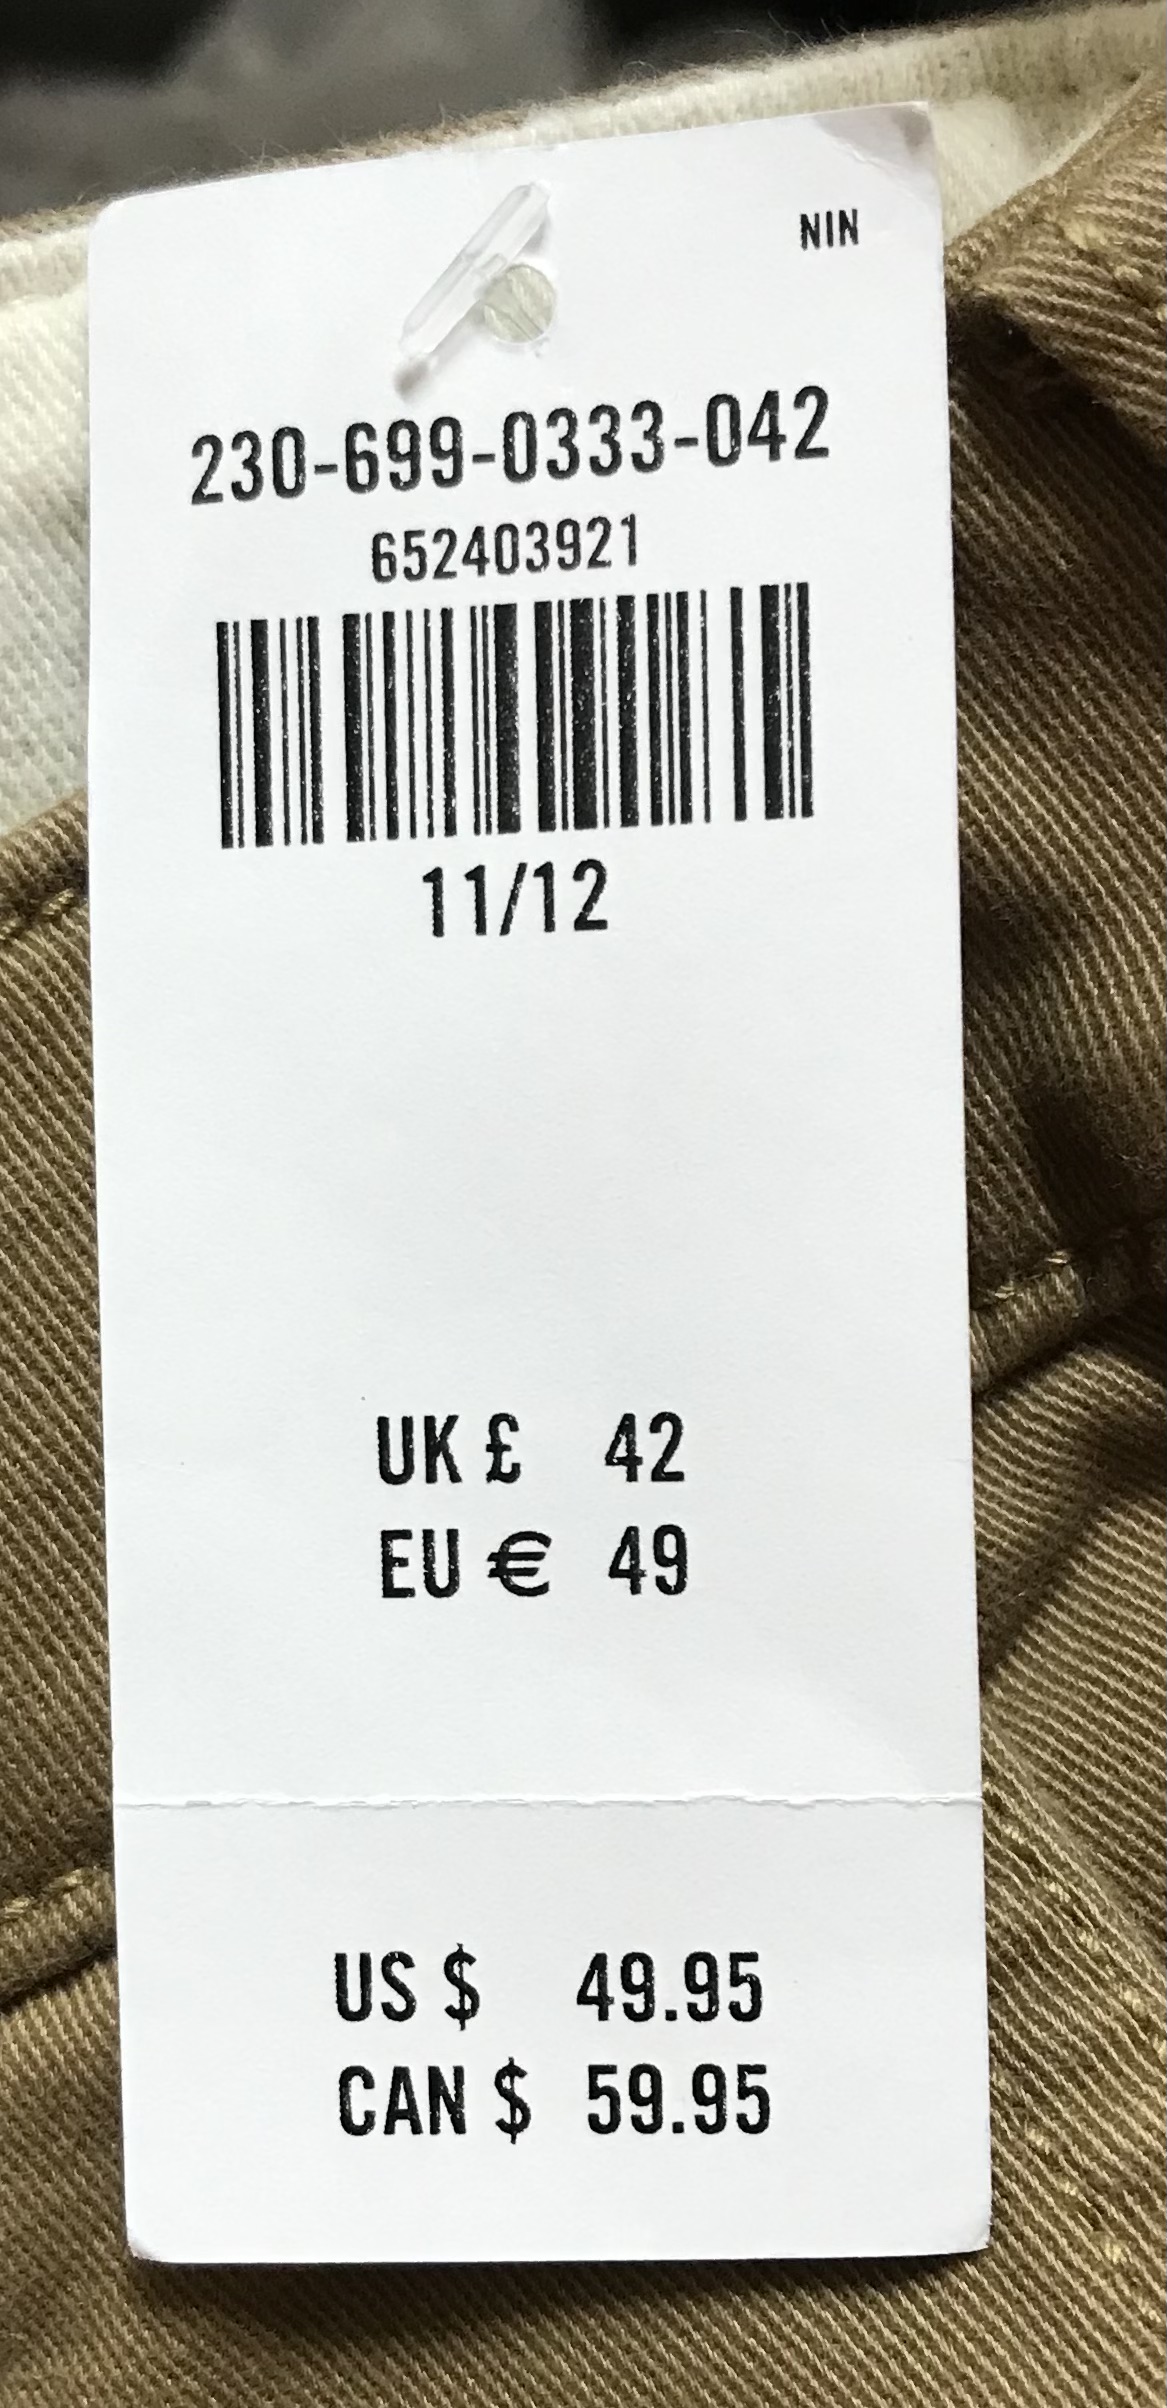 NIN
230-699-0333-042
652403921
11/12
UK £ 42
EU € 49
US $ 49.95
CAN $ 59.95